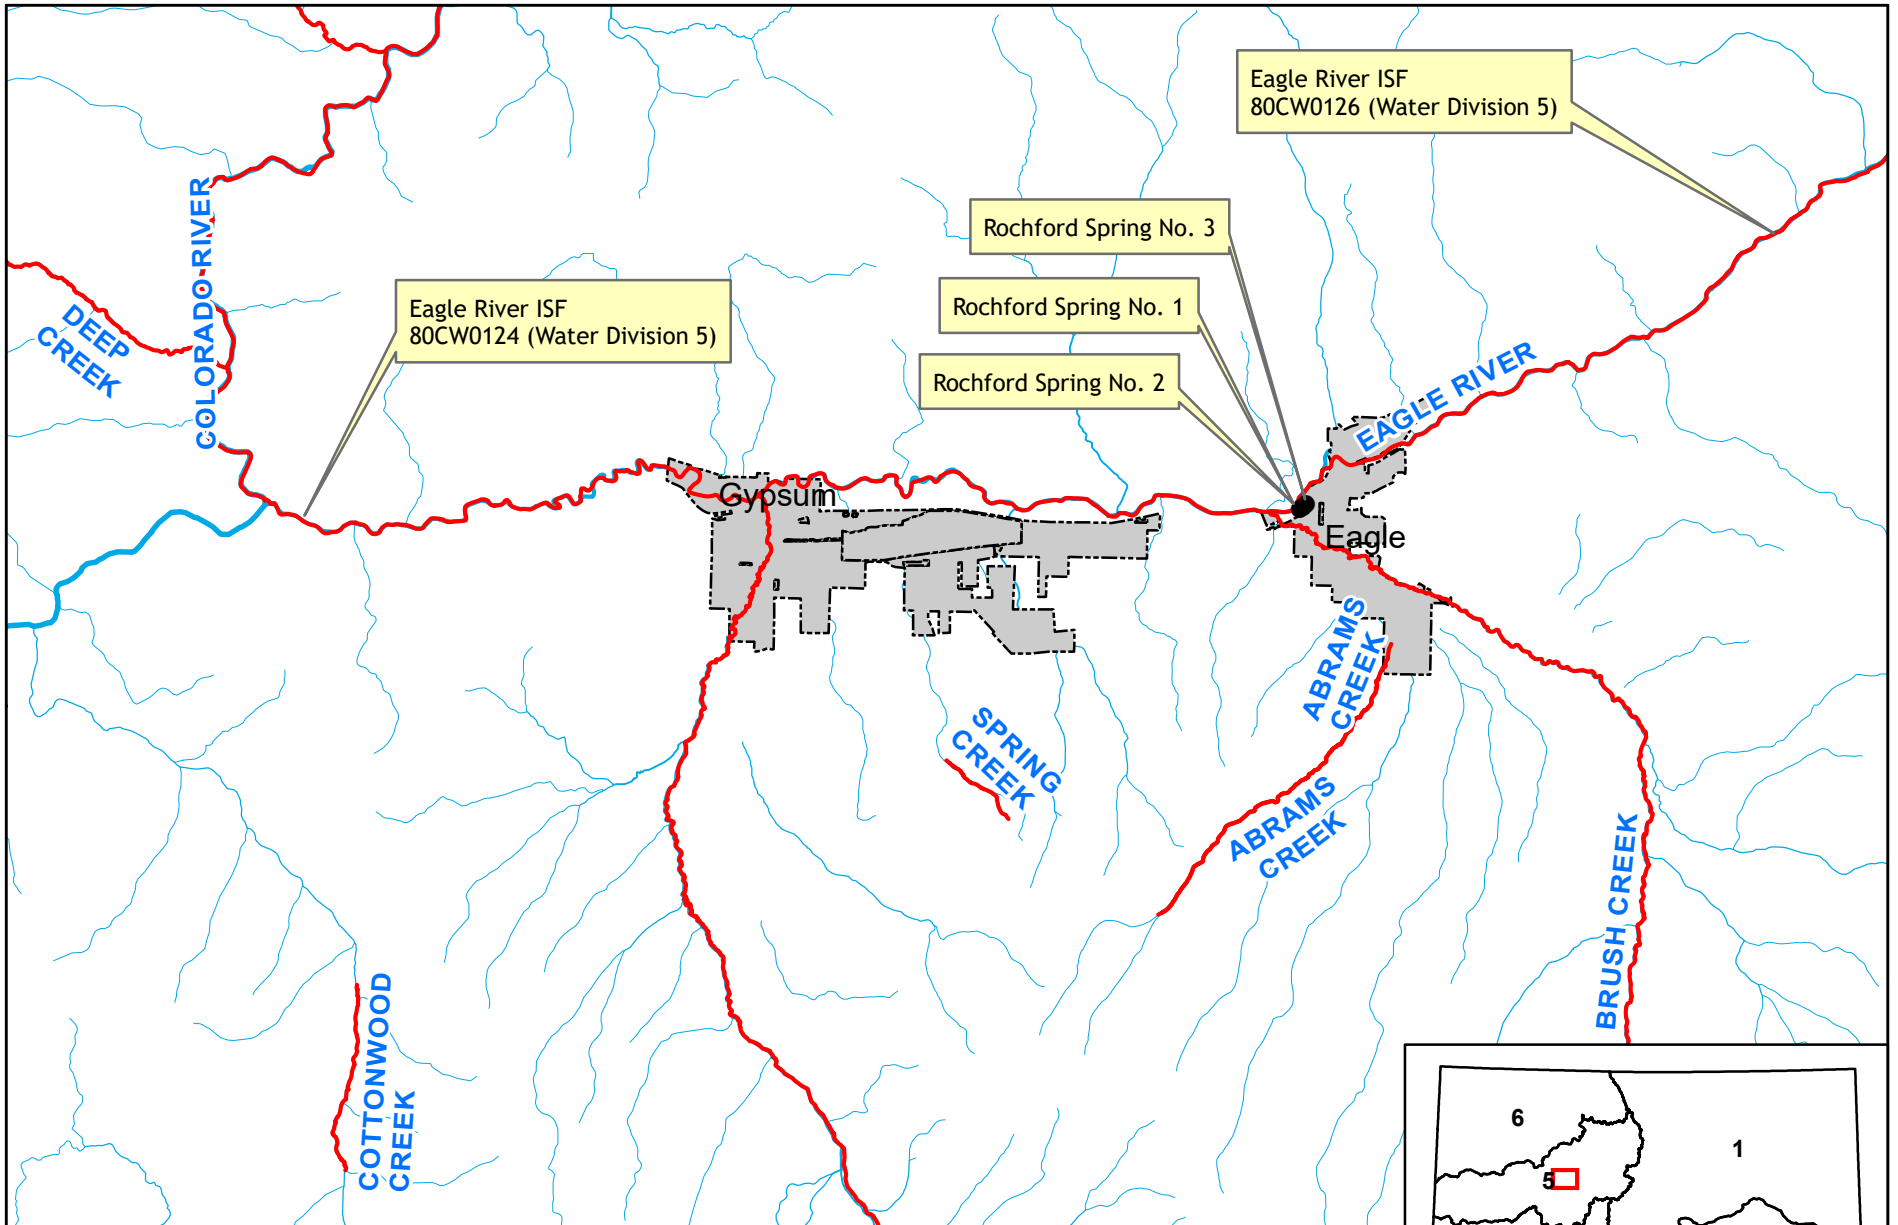 Eagle River ISF
80CW0126 (Water Division 5)
Rochford Spring No. 3
Rochford Spring No. 1
Rochford Spring No. 2
Eagle River ISF
80CW0124 (Water Division 5)
COLORADO RIVER
DEEP
CREEK
EAGLE RIVER
Gypsum
Eagle
ABRAMS
CREEK
SPRING
CREEK
ABRAMS
CREEK
BRUSH CREEK
COTTONWOOD
CREEK
6
1
5